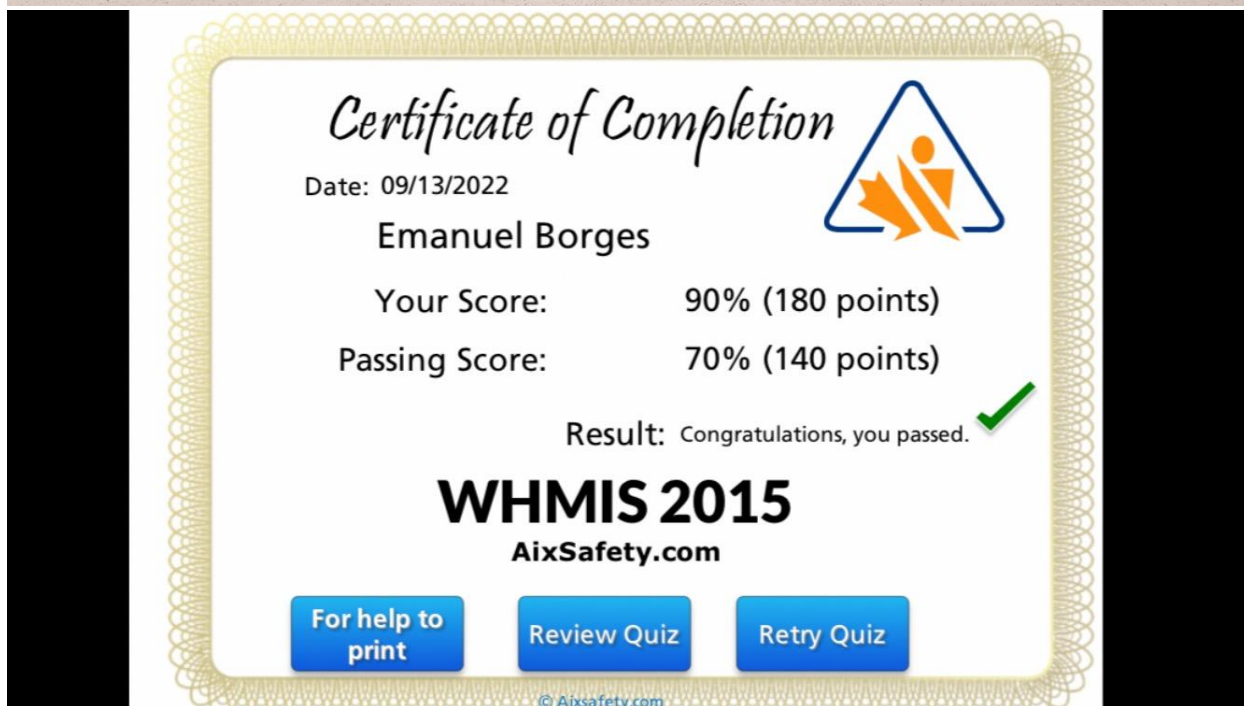 Certificate of Completion
Date: 09/13/2022
Emanuel Borges
Your Score: 90% (180 points)
Passing Score: 70% (140 points)
Result: Congratulations, you passed.
WHMIS 2015
AixSafety.com
For help to
print
Review Quiz
Retry Quiz
© Aixsafety.com